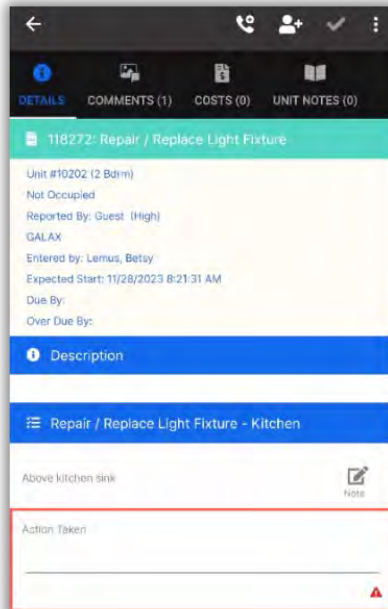 DETAILS COMMENTS (1) COSTS (0) UNIT NOTES (0)
118272: Repair / Replace Light Fixture
Unit #10202 (2 Bdrm)
Not Occupied
Reported By: Guest (High)
GALAX
Entered by: Lemus, Betsy
Expected Start: 11/28/2023 8:21:31 AM
Due By:
Over Due By:
Description
Repair / Replace Light Fixture - Kitchen
Above kitchen sink
Note
Action Taken